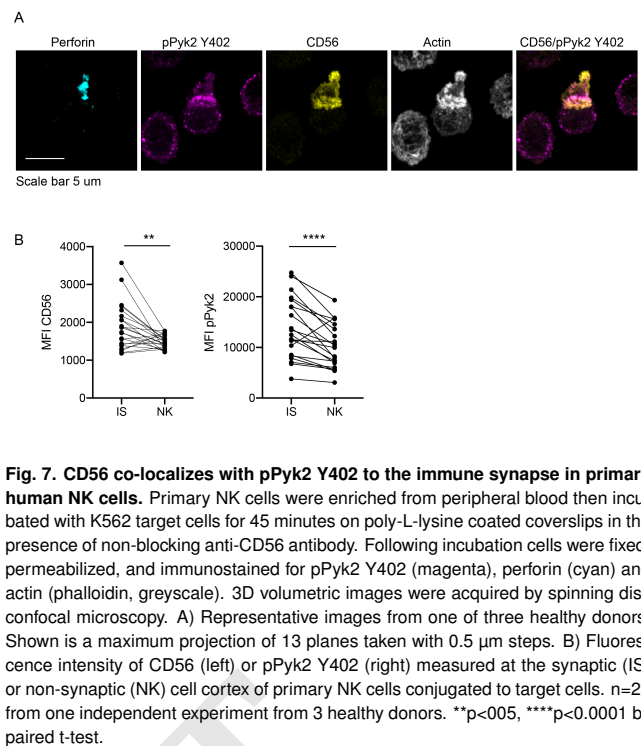 A
Perforin pPyk2 Y402 CD56 Actin CD56/pPyk2 Y402
Scale bar 5 um
B
**
4000
3000
2000
1000
0
MFI CD56
IS NK
****
30000
20000
10000
0
MFI pPyk2
IS NK
Fig. 7. CD56 co-localizes with pPyk2 Y402 to the immune synapse in primar
human NK cells. Primary NK cells were enriched from peripheral blood then incu
bated with K562 target cells for 45 minutes on poly-L-lysine coated coverslips in th
presence of non-blocking anti-CD56 antibody. Following incubation cells were fixed
permeabilized, and immunostained for pPyk2 Y402 (magenta), perforin (cyan) an
actin (phalloidin, greyscale). 3D volumetric images were acquired by spinning dis
confocal microscopy. A) Representative images from one of three healthy donors
Shown is a maximum projection of 13 planes taken with 0.5 µm steps. B) Fluores
cence intensity of CD56 (left) or pPyk2 Y402 (right) measured at the synaptic (IS
or non-synaptic (NK) cell cortex of primary NK cells conjugated to target cells. n=2
from one independent experiment from 3 healthy donors. **p<005, ****p<0.0001 b
paired t-test.